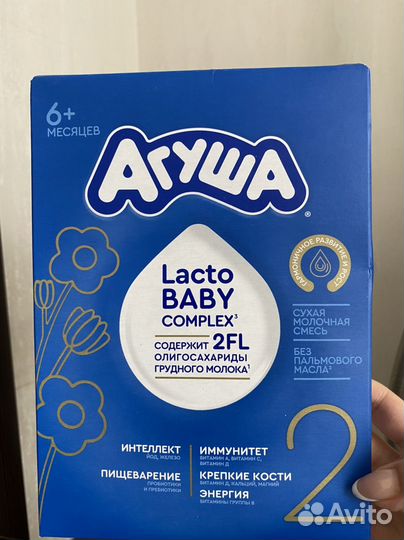 6+
МЕСЯЦЕВ
АГУША
®
ГАРМОНИЧНОЕ РАЗВИТИЕ И РОСТ
Lacto
BABY
COMPLEX³
СОДЕРЖИТ 2FL
ОЛИГОСАХАРИДЫ
ГРУДНОГО МОЛОКА¹
СУХАЯ
МОЛОЧНАЯ
СМЕСЬ
БЕЗ
ПАЛЬМОВОГО
МАСЛА²
ИНТЕЛЛЕКТ
ЙОД, ЖЕЛЕЗО
ИММУНИТЕТ
ВИТАМИН А, ВИТАМИН С,
ВИТАМИН Д
ПИЩЕВАРЕНИЕ
ПРОБИОТИКИ
И ПРЕБИОТИКИ
КРЕПКИЕ КОСТИ
ВИТАМИН Д, КАЛЬЦИЙ, МАГНИЙ
ЭНЕРГИЯ
ВИТАМИНЫ ГРУППЫ В
2
Avito